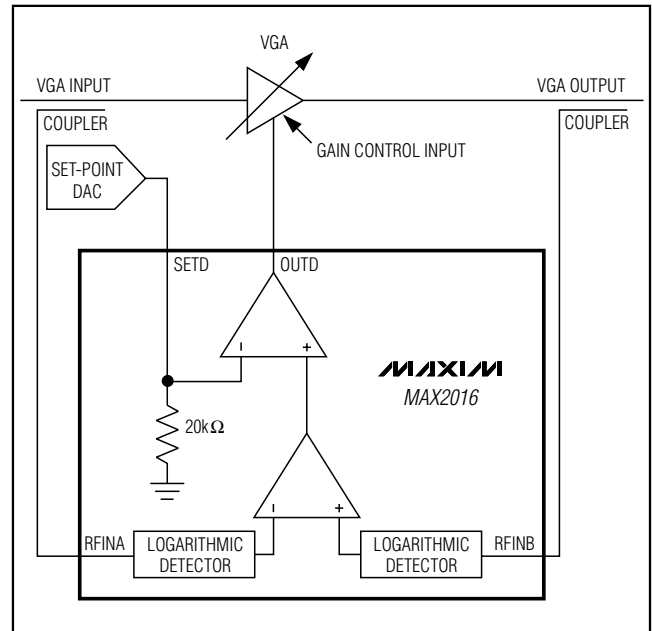 VGA
VGA INPUT
VGA OUTPUT
COUPLER
COUPLER
GAIN CONTROL INPUT
SET-POINT
DAC
SETD
OUTD
−
+
MAXIM
MAX2016
20kΩ
−
+
RFINA
LOGARITHMIC
DETECTOR
LOGARITHMIC
DETECTOR
RFINB